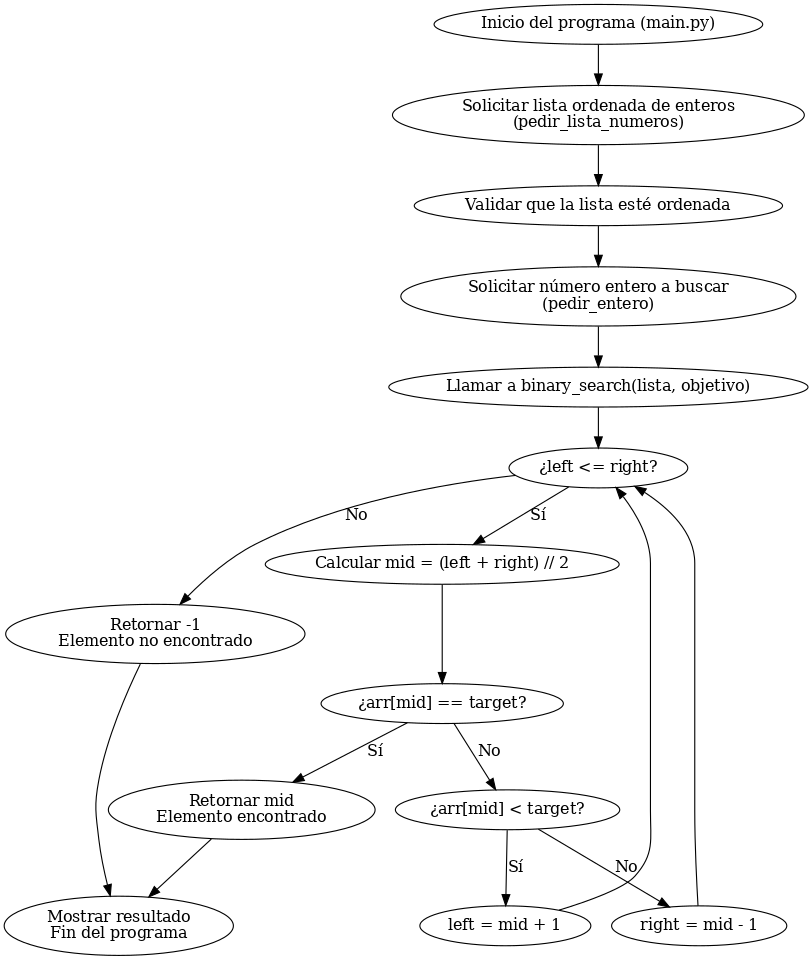 Inicio del programa (main.py)
Solicitar lista ordenada de enteros
(pedir_lista_numeros)
Validar que la lista esté ordenada
Solicitar número entero a buscar
(pedir_entero)
Llamar a binary_search(lista, objetivo)
¿left <= right?
No
Sí
Calcular mid = (left + right) // 2
Retornar -1
Elemento no encontrado
¿arr[mid] == target?
Sí
No
Retornar mid
Elemento encontrado
¿arr[mid] < target?
Sí
No
Mostrar resultado
Fin del programa
left = mid + 1
right = mid - 1